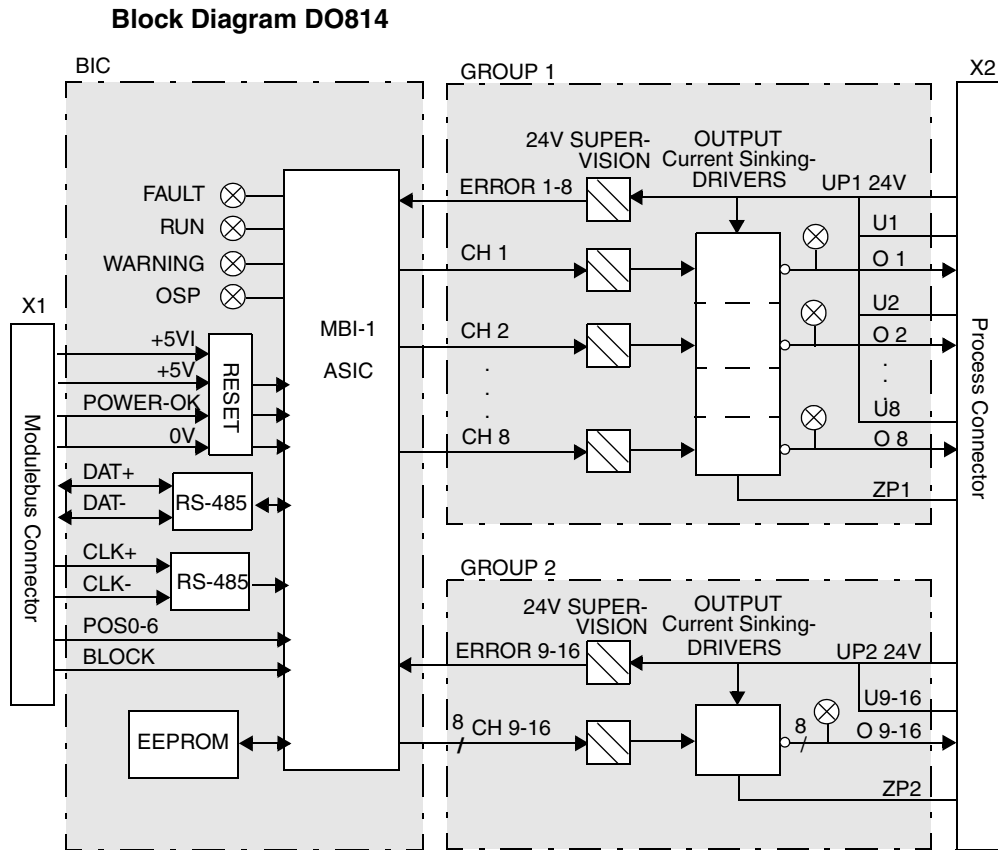 Block Diagram DO814
BIC
GROUP 1
X2
24V SUPER-
VISION
OUTPUT
Current Sinking-
DRIVERS
FAULT
RUN
WARNING
OSP
ERROR 1-8
UP1 24V
U1
CH 1
O 1
U2
CH 2
O 2
.
.
.
.
.
.
U8
CH 8
O 8
ZP1
X1
MBI-1
ASIC
+5VI
+5V
POWER-OK
0V
RESET
Modulebus Connector
Process Connector
DAT+
DAT-
RS-485
CLK+
CLK-
RS-485
POS0-6
BLOCK
EEPROM
GROUP 2
24V SUPER-
VISION
OUTPUT
Current Sinking-
DRIVERS
ERROR 9-16
UP2 24V
U9-16
8
CH 9-16
8
O 9-16
ZP2